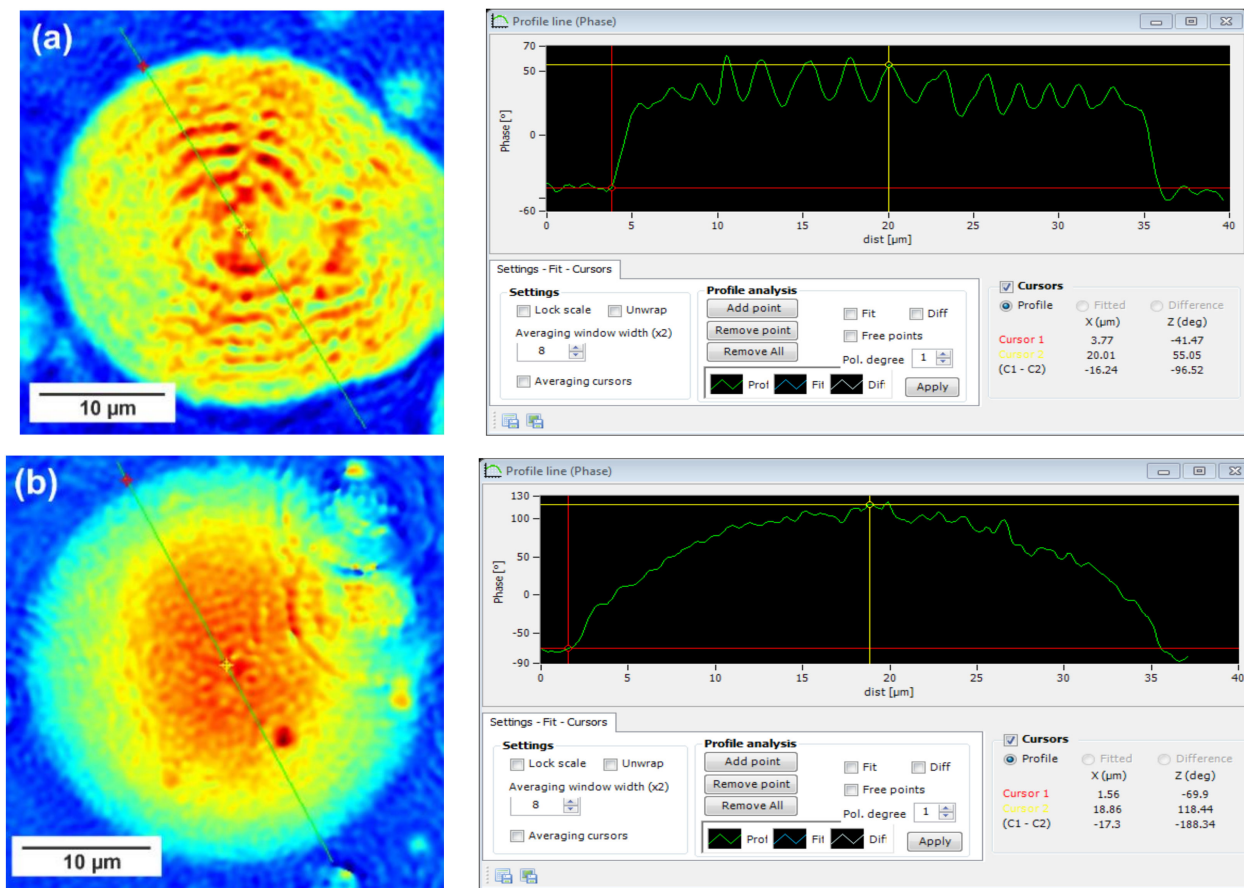 (a)
10 µm
Profile line (Phase)
70
50
0
-60
Phase [°]
0 5 10 15 20 25 30 35 40
dist [µm]
Settings - Fit - Cursors
Settings
Lock scale Unwrap
Averaging window width (x2)
8
Averaging cursors
Profile analysis
Add point
Remove point
Remove All
Fit Diff
Free points
Pol. degree 1
Prof Fit Dif
Apply
Cursors
Profile Fitted Difference
X (µm) Z (deg)
Cursor 1 3.77 -41.47
Cursor 2 20.01 55.05
(C1 - C2) -16.24 -96.52
(b)
10 µm
Profile line (Phase)
130
100
50
0
-50
-90
Phase [°]
0 5 10 15 20 25 30 35 40
dist [µm]
Settings - Fit - Cursors
Settings
Lock scale Unwrap
Averaging window width (x2)
8
Averaging cursors
Profile analysis
Add point
Remove point
Remove All
Fit Diff
Free points
Pol. degree 1
Prof Fit Dif
Apply
Cursors
Profile Fitted Difference
X (µm) Z (deg)
Cursor 1 1.56 -69.9
Cursor 2 18.86 118.44
(C1 - C2) -17.3 -188.34